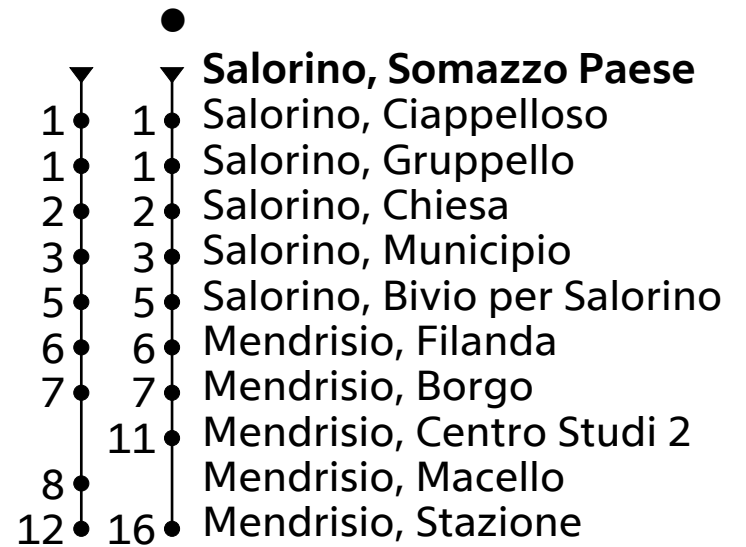 Salorino, Somazzo Paese
1 1 Salorino, Ciappelloso
1 1 Salorino, Gruppello
2 2 Salorino, Chiesa
3 3 Salorino, Municipio
5 5 Salorino, Bivio per Salorino
6 6 Mendrisio, Filanda
7 7 Mendrisio, Borgo
11 Mendrisio, Centro Studi 2
8 Mendrisio, Macello
12 16 Mendrisio, Stazione